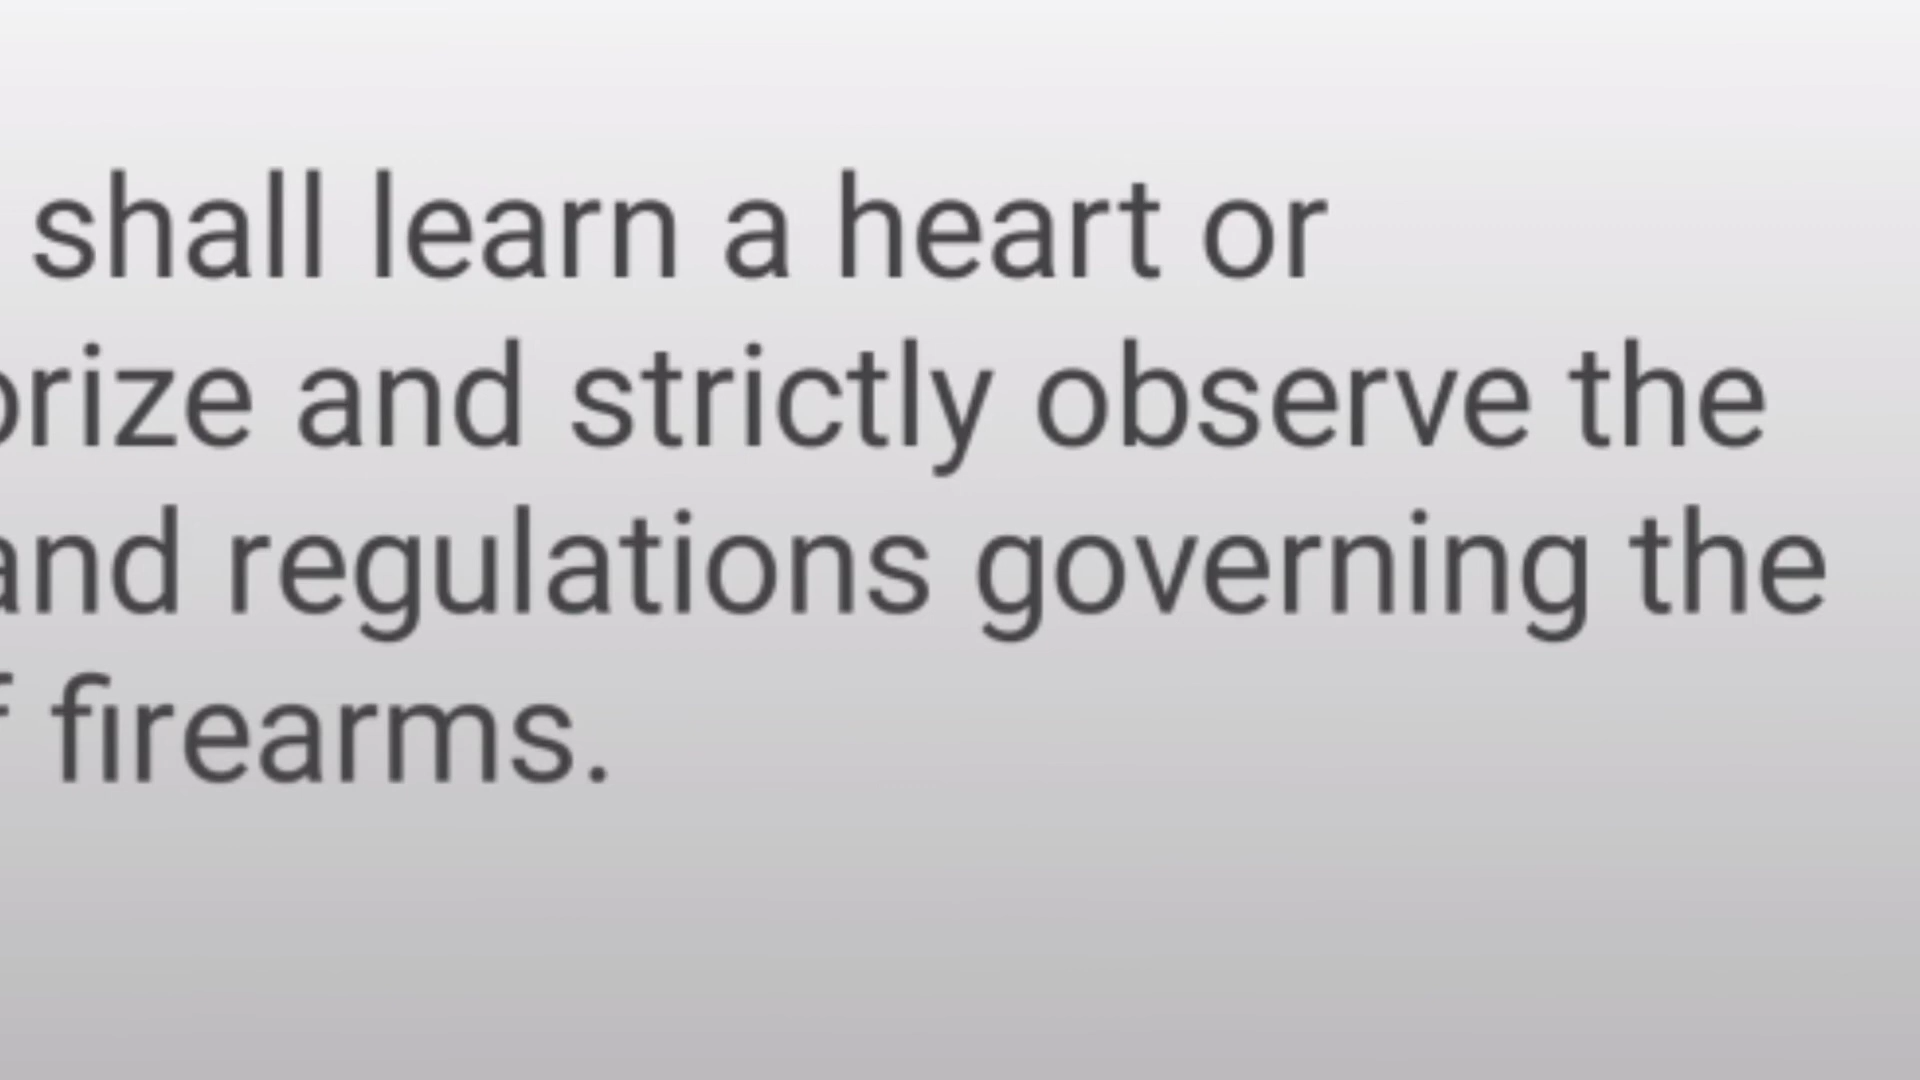 shall learn a heart or
orize and strictly observe the
and regulations governing the
f firearms.